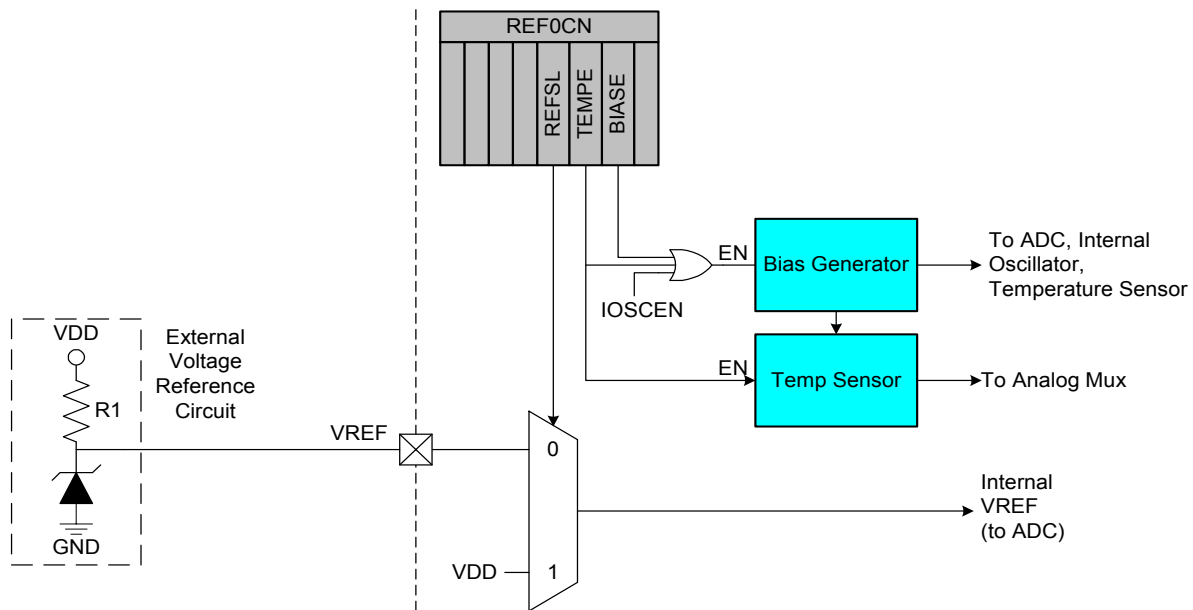 REF0CN
REFSL
TEMPE
BIASE
EN
Bias Generator
To ADC, Internal
Oscillator,
Temperature Sensor
IOSCEN
VDD
External
Voltage
Reference
Circuit
R1
EN
Temp Sensor
To Analog Mux
VREF
0
Internal
VREF
(to ADC)
GND
VDD
1